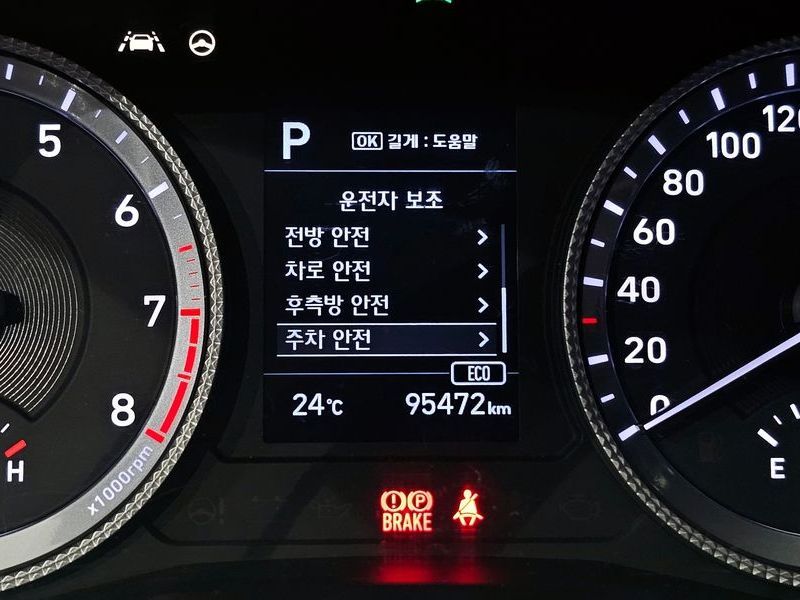 P OK 길게 : 도움말
운전자 보조
전방 안전
차로 안전
후측방 안전
주차 안전
ECO
24℃ 95472km
5
6
7
8
H
x1000rpm
120
100
80
60
40
20
0
E
P
BRAKE